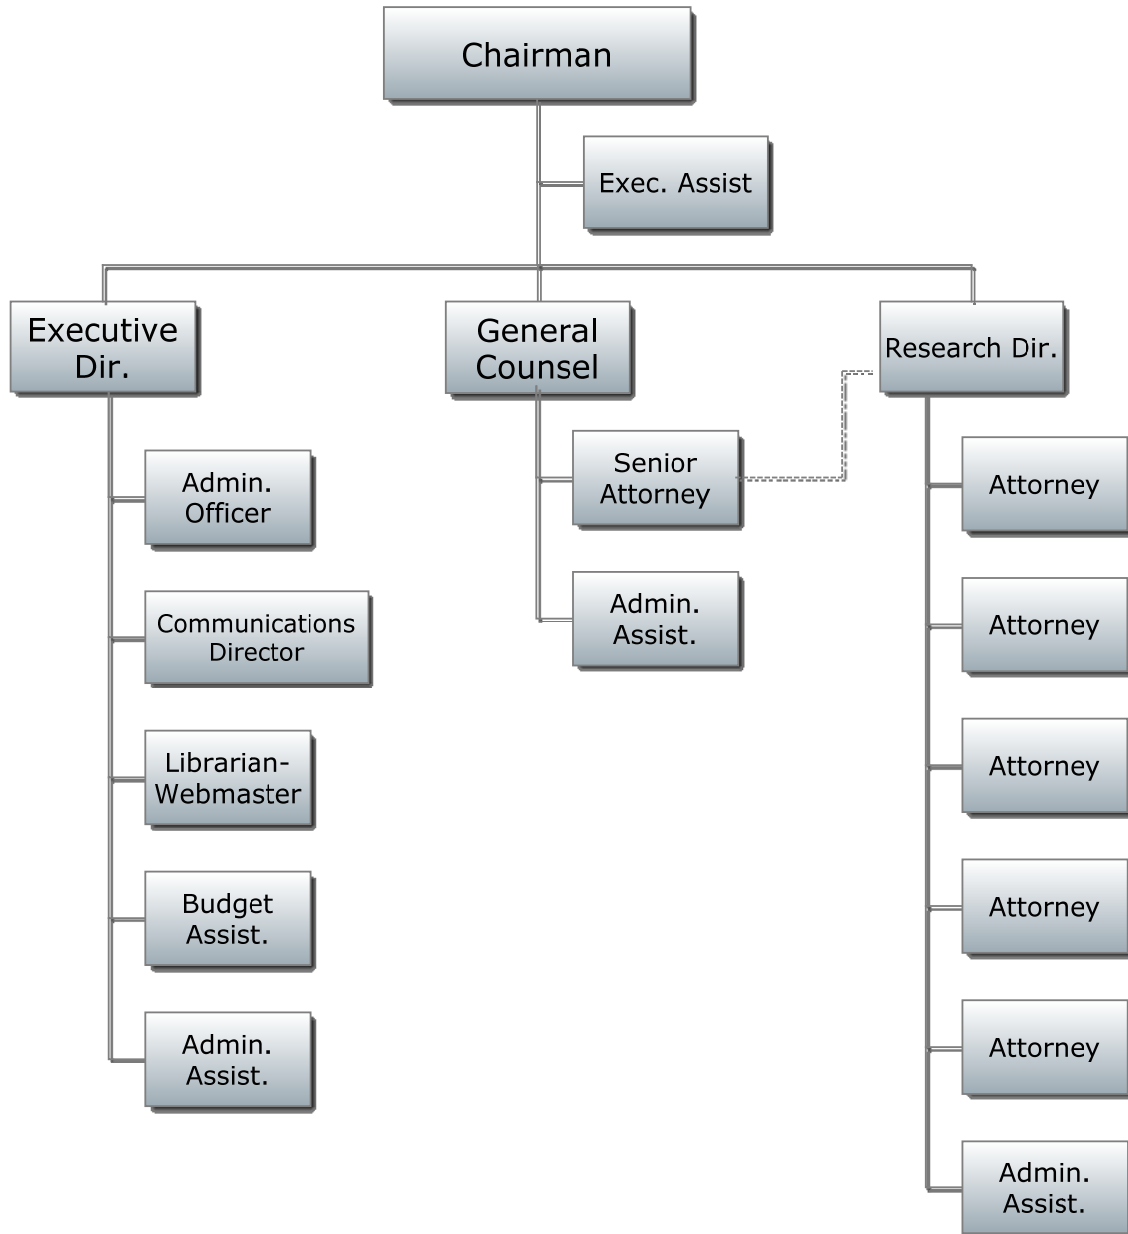 Chairman
Exec. Assist
Executive
Dir.
General
Counsel
Research Dir.
Admin.
Officer
Communications
Director
Librarian-
Webmaster
Budget
Assist.
Admin.
Assist.
Senior
Attorney
Admin.
Assist.
Attorney
Attorney
Attorney
Attorney
Attorney
Admin.
Assist.